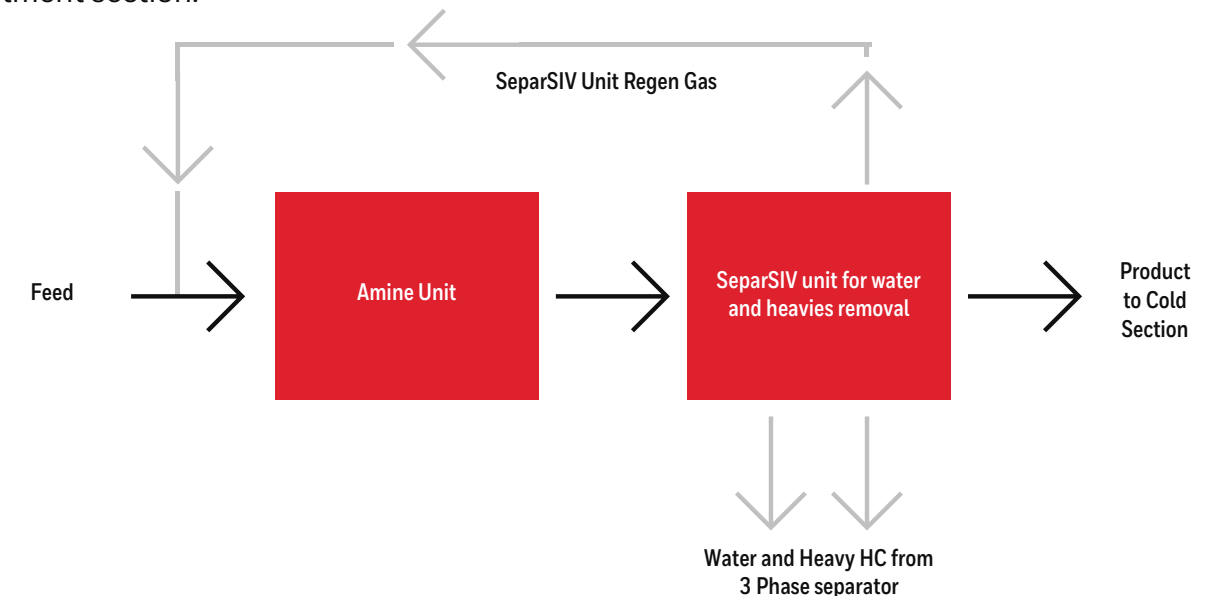 SeparSIV Unit Regen Gas
Feed
Amine Unit
SeparSIV unit for water
and heavies removal
Product
to Cold
Section
Water and Heavy HC from
3 Phase separator